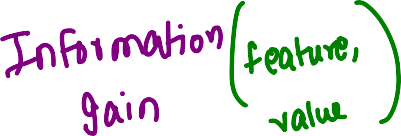 Information (feature,
gain value)